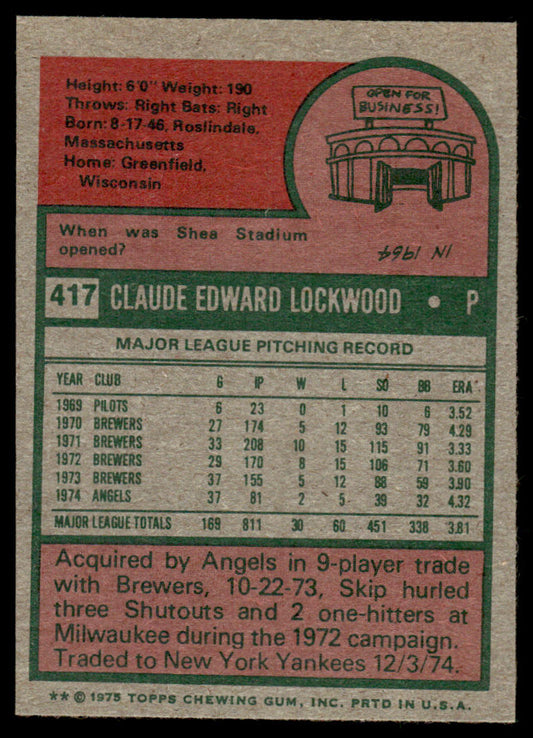 Height: 6'0" Weight: 190
Throws: Right Bats: Right
Born: 8-17-46, Roslindale,
Massachusetts
Home: Greenfield,
Wisconsin
OPEN FOR
BUSINESS!
When was Shea Stadium
opened?
IN 1964
417 CLAUDE EDWARD LOCKWOOD • P
MAJOR LEAGUE PITCHING RECORD
YEAR CLUB G IP W L SO BB ERA
1969 PILOTS 6 23 0 1 10 6 3.52
1970 BREWERS 27 174 5 12 93 79 4.29
1971 BREWERS 33 208 10 15 115 91 3.33
1972 BREWERS 29 170 8 15 106 71 3.60
1973 BREWERS 37 155 5 12 88 59 3.90
1974 ANGELS 37 81 2 5 39 32 4.32
MAJOR LEAGUE TOTALS 169 811 30 60 451 338 3.81
Acquired by Angels in 9-player trade
with Brewers, 10-22-73, Skip hurled
three Shutouts and 2 one-hitters at
Milwaukee during the 1972 campaign.
Traded to New York Yankees 12/3/74.
** © 1975 TOPPS CHEWING GUM, INC. PRTD IN U.S.A.